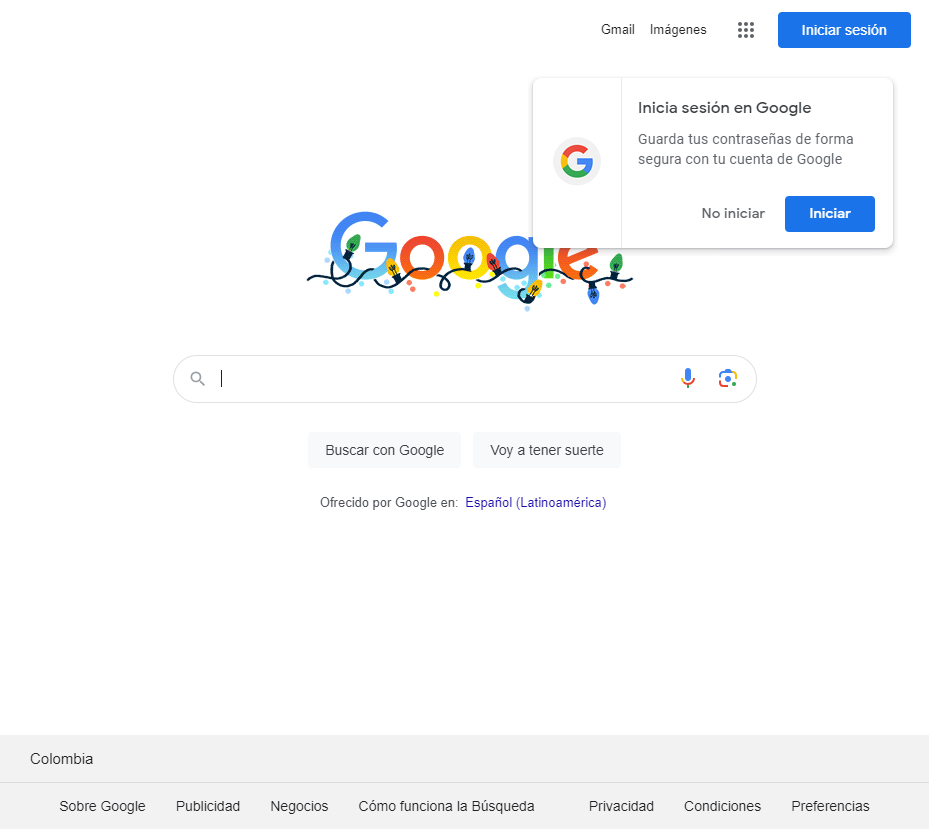 Gmail Imágenes Iniciar sesión
Inicia sesión en Google
Guarda tus contraseñas de forma
segura con tu cuenta de Google
No iniciar Iniciar
Google
Buscar con Google Voy a tener suerte
Ofrecido por Google en: Español (Latinoamérica)
Colombia
Sobre Google Publicidad Negocios Cómo funciona la Búsqueda Privacidad Condiciones Preferencias